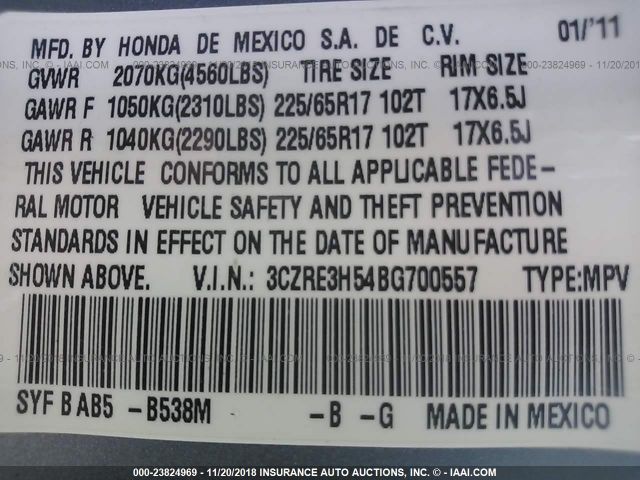 MFD. BY HONDA DE MEXICO S.A. DE C.V. 01/'11
GVWR 2070KG(4560LBS) TIRE SIZE RIM SIZE
GAWR F 1050KG(2310LBS) 225/65R17 102T 17X6.5J
GAWR R 1040KG(2290LBS) 225/65R17 102T 17X6.5J
THIS VEHICLE CONFORMS TO ALL APPLICABLE FEDE-
RAL MOTOR VEHICLE SAFETY AND THEFT PREVENTION
STANDARDS IN EFFECT ON THE DATE OF MANUFACTURE
SHOWN ABOVE. V.I.N.: 3CZRE3H54BG700557 TYPE:MPV
SYF B AB5 -B538M -B -G MADE IN MEXICO
000-23824969 - 11/20/2018 INSURANCE AUTO AUCTIONS, INC. - © IAAI.COM